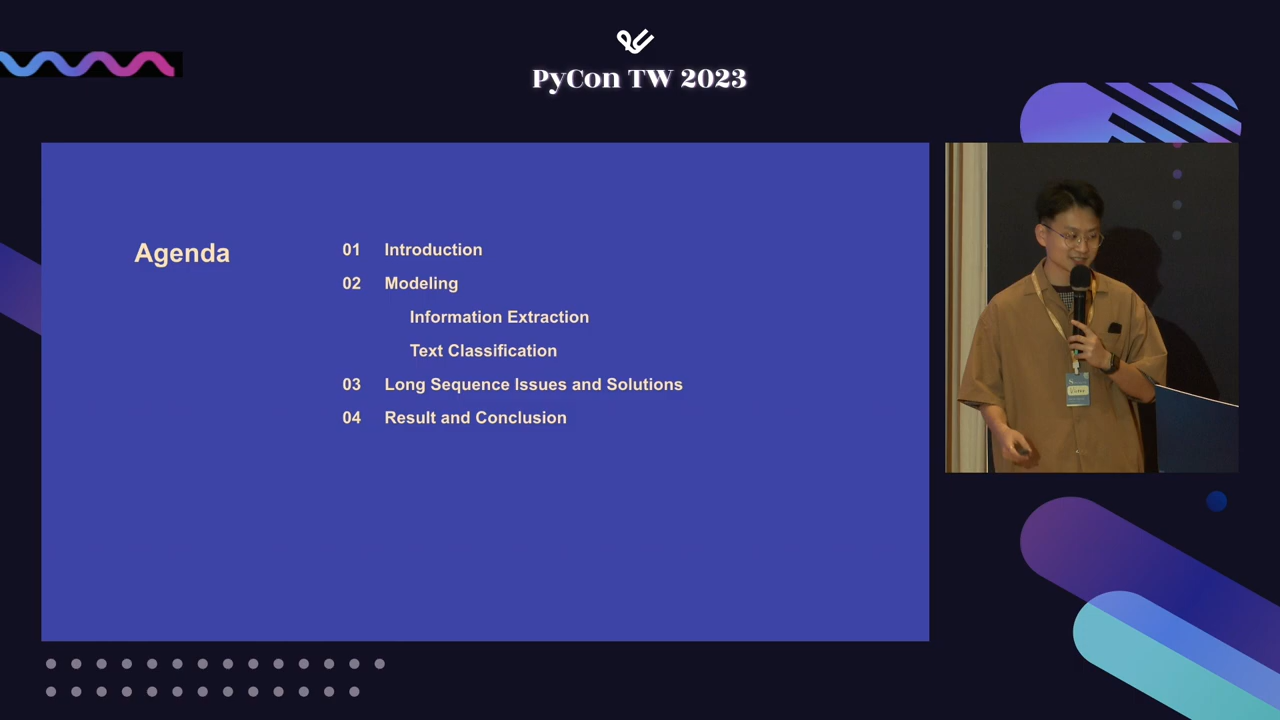 PyCon TW 2023
Agenda
01 Introduction
02 Modeling
Information Extraction
Text Classification
03 Long Sequence Issues and Solutions
04 Result and Conclusion